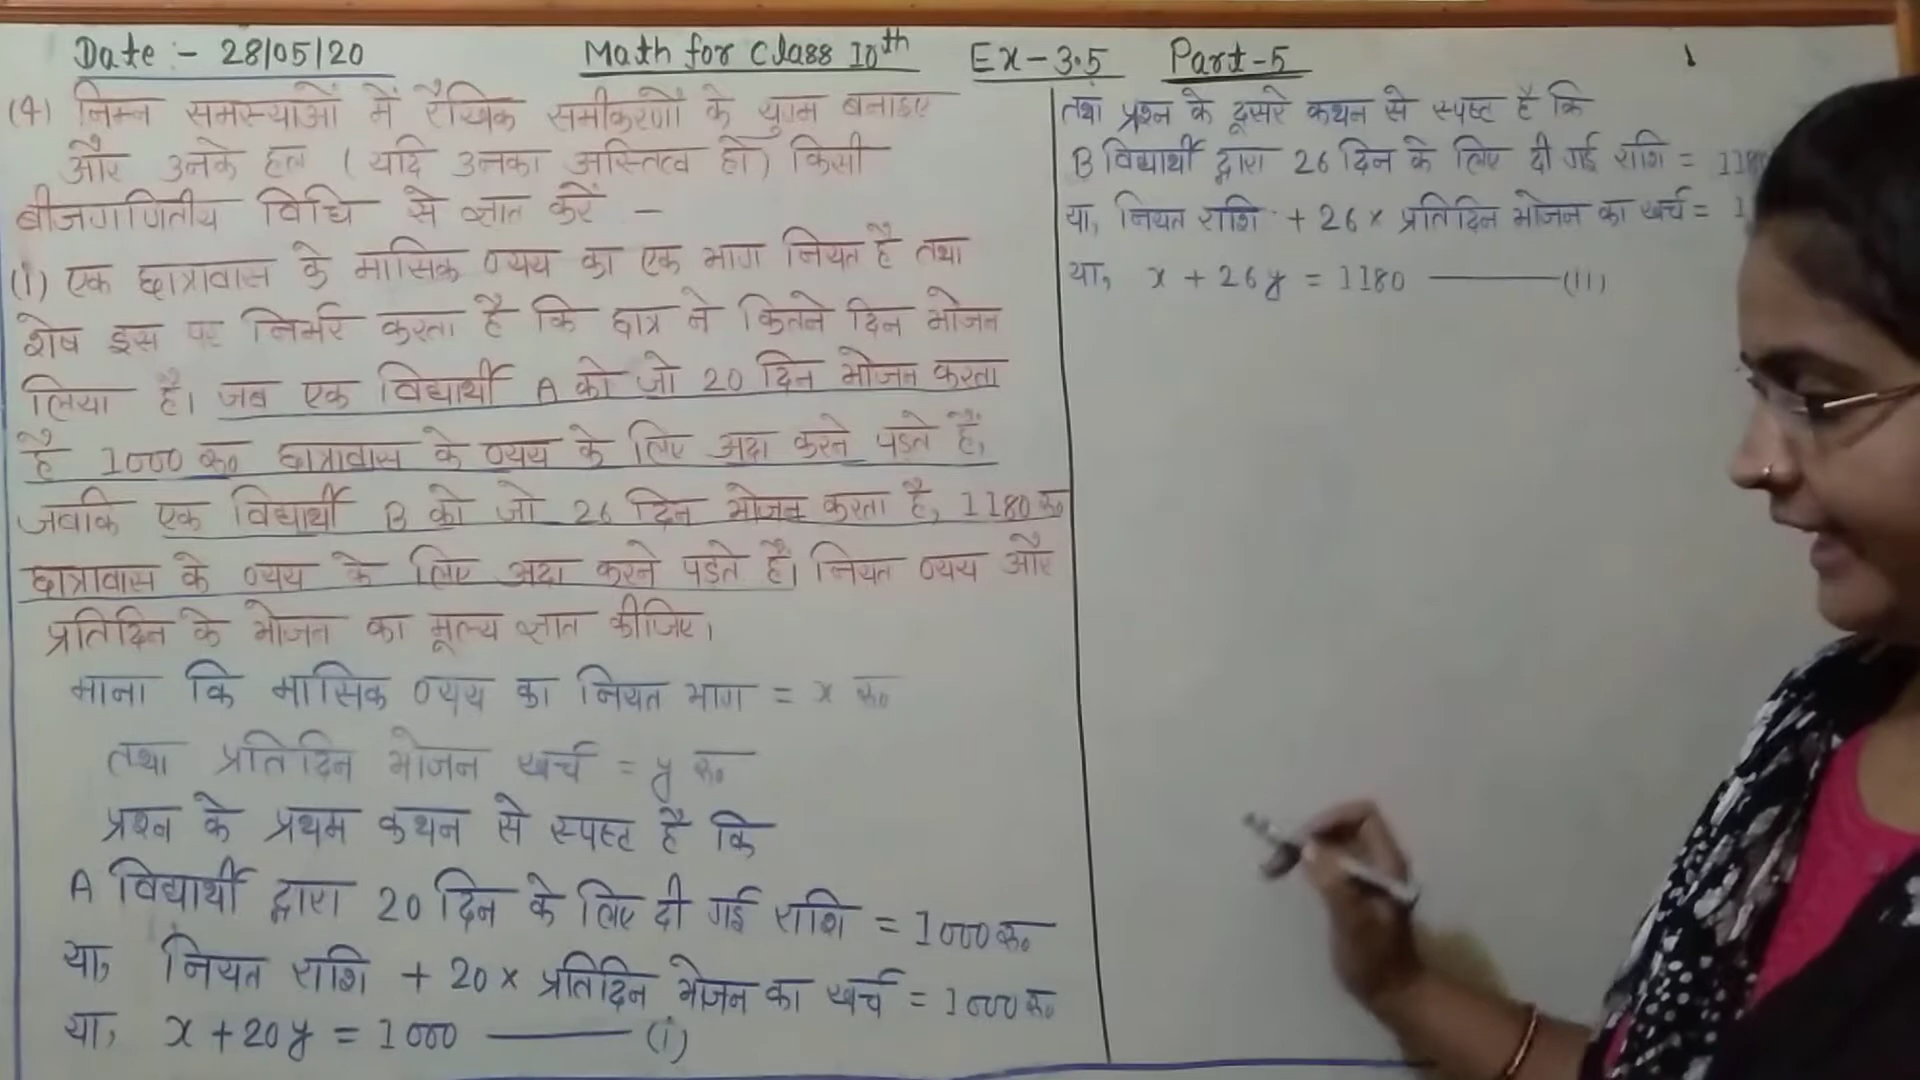 Date :- 28/05/20 Math for Class 10th Ex-3.5 Part-5
(4) निम्न समस्याओं में रैखिक समीकरणों के युग्म बनाइए
और उनके हल (यदि उनका अस्तित्व हो) किसी
बीजगणितीय विधि से ज्ञात करें -
(i) एक छात्रावास के मासिक व्यय का एक भाग नियत है तथा
शेष इस पर निर्भर करता है कि छात्र ने कितने दिन भोजन
लिया है। जब एक विद्यार्थी A को जो 20 दिन भोजन करता
है 1000 रु० छात्रावास के व्यय के लिए अदा करने पड़ते हैं,
जबकि एक विद्यार्थी B को जो 26 दिन भोजन करता है, 1180 रु०
छात्रावास के व्यय के लिए अदा करने पड़ते हैं। नियत व्यय और
प्रतिदिन के भोजन का मूल्य ज्ञात कीजिए।
माना कि मासिक व्यय का नियत भाग = x रु०
तथा प्रतिदिन भोजन खर्च = y रु०
प्रश्न के प्रथम कथन से स्पष्ट है कि
A विद्यार्थी द्वारा 20 दिन के लिए दी गई राशि = 1000 रु०
या, नियत राशि + 20 × प्रतिदिन भोजन का खर्च = 1000 रु०
या, x + 20y = 1000 ——— (i)
तथा प्रश्न के दूसरे कथन से स्पष्ट है कि
B विद्यार्थी द्वारा 26 दिन के लिए दी गई राशि = 1180
या, नियत राशि + 26 × प्रतिदिन भोजन का खर्च = 1
या, x + 26y = 1180 ——— (ii)